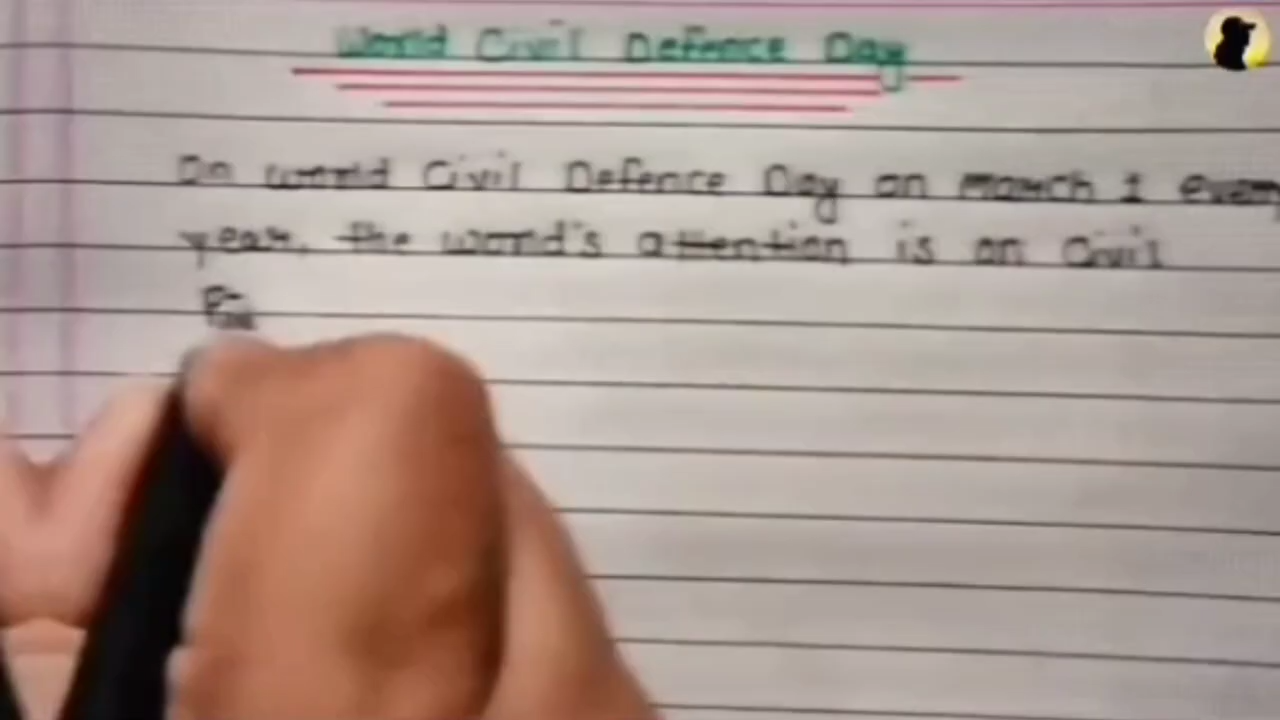 World Civil Defence Day
On world Civil Defence Day on March 1 every
year, the world's attention is on Civil